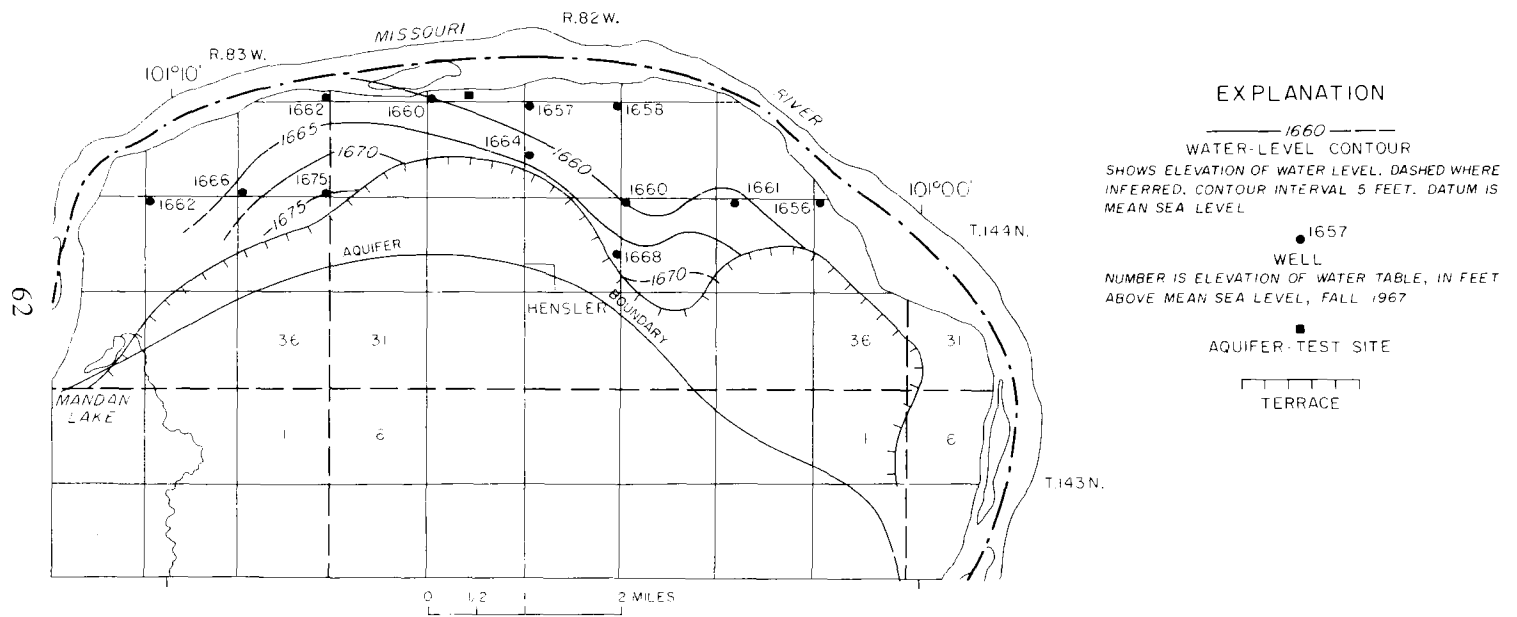 R.82 W.
MISSOURI
R.83 W.
101°10'
1662
1660
1657
1658
RIVER
1665
1664
1660
1670
1666
1675
1660
1661
101°00'
1662
1675
1656
T.144 N.
AQUIFER
1668
1670
BOUNDARY
HENSLER
36 31 36 31
MANDAN
LAKE
1 6 1 6
T.143 N.
0 1/2 1 2 MILES
62
EXPLANATION
1660
WATER-LEVEL CONTOUR
SHOWS ELEVATION OF WATER LEVEL. DASHED WHERE
INFERRED. CONTOUR INTERVAL 5 FEET. DATUM IS
MEAN SEA LEVEL
1657
WELL
NUMBER IS ELEVATION OF WATER TABLE, IN FEET
ABOVE MEAN SEA LEVEL, FALL 1967
AQUIFER-TEST SITE
TERRACE